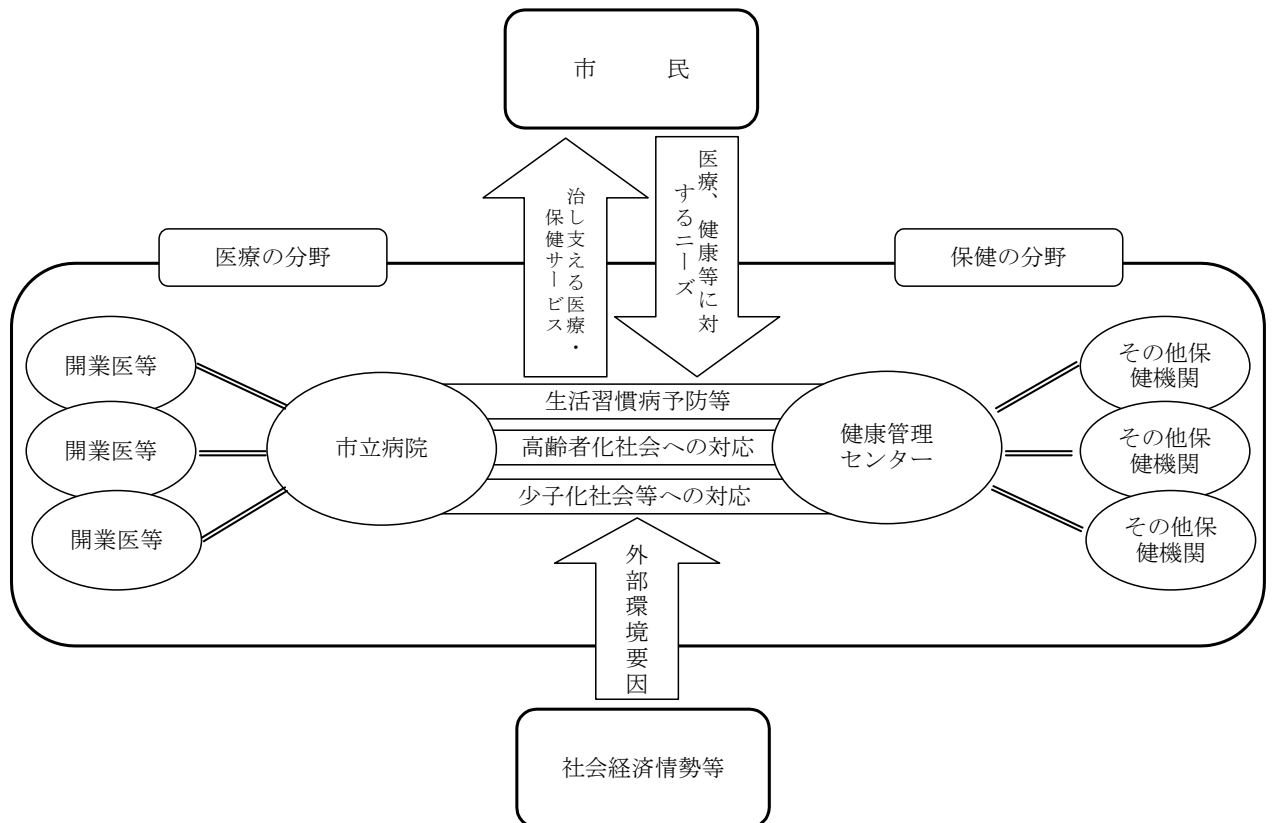 市　民
治し支える医療・
保健サービス
医療、健康等に対
するニーズ
医療の分野
保健の分野
開業医等
開業医等
開業医等
市立病院
生活習慣病予防等
高齢者化社会への対応
少子化社会等への対応
健康管理
センター
その他保
健機関
その他保
健機関
その他保
健機関
外部環境要因
社会経済情勢等